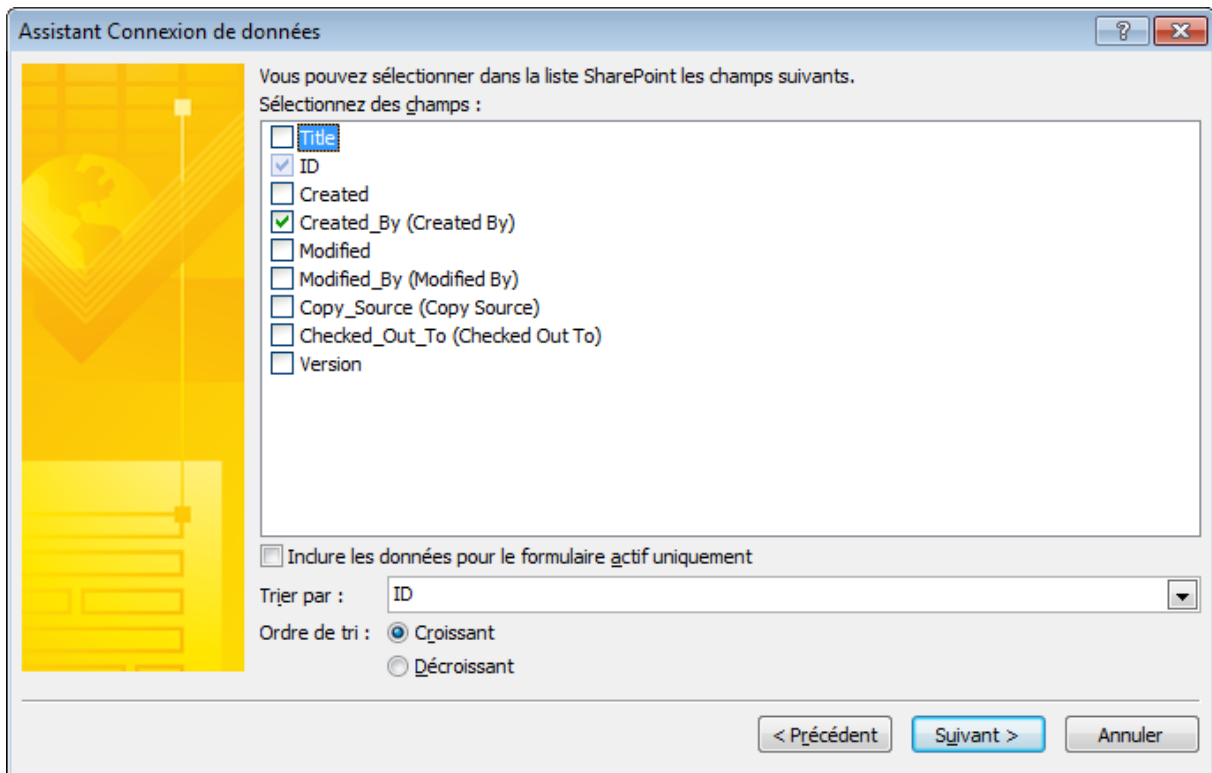 Assistant Connexion de données
Vous pouvez sélectionner dans la liste SharePoint les champs suivants.
Sélectionnez des champs :
Title
ID
Created
Created_By (Created By)
Modified
Modified_By (Modified By)
Copy_Source (Copy Source)
Checked_Out_To (Checked Out To)
Version
Inclure les données pour le formulaire actif uniquement
Trier par : ID
Ordre de tri : Croissant
Décroissant
< Précédent Suivant > Annuler